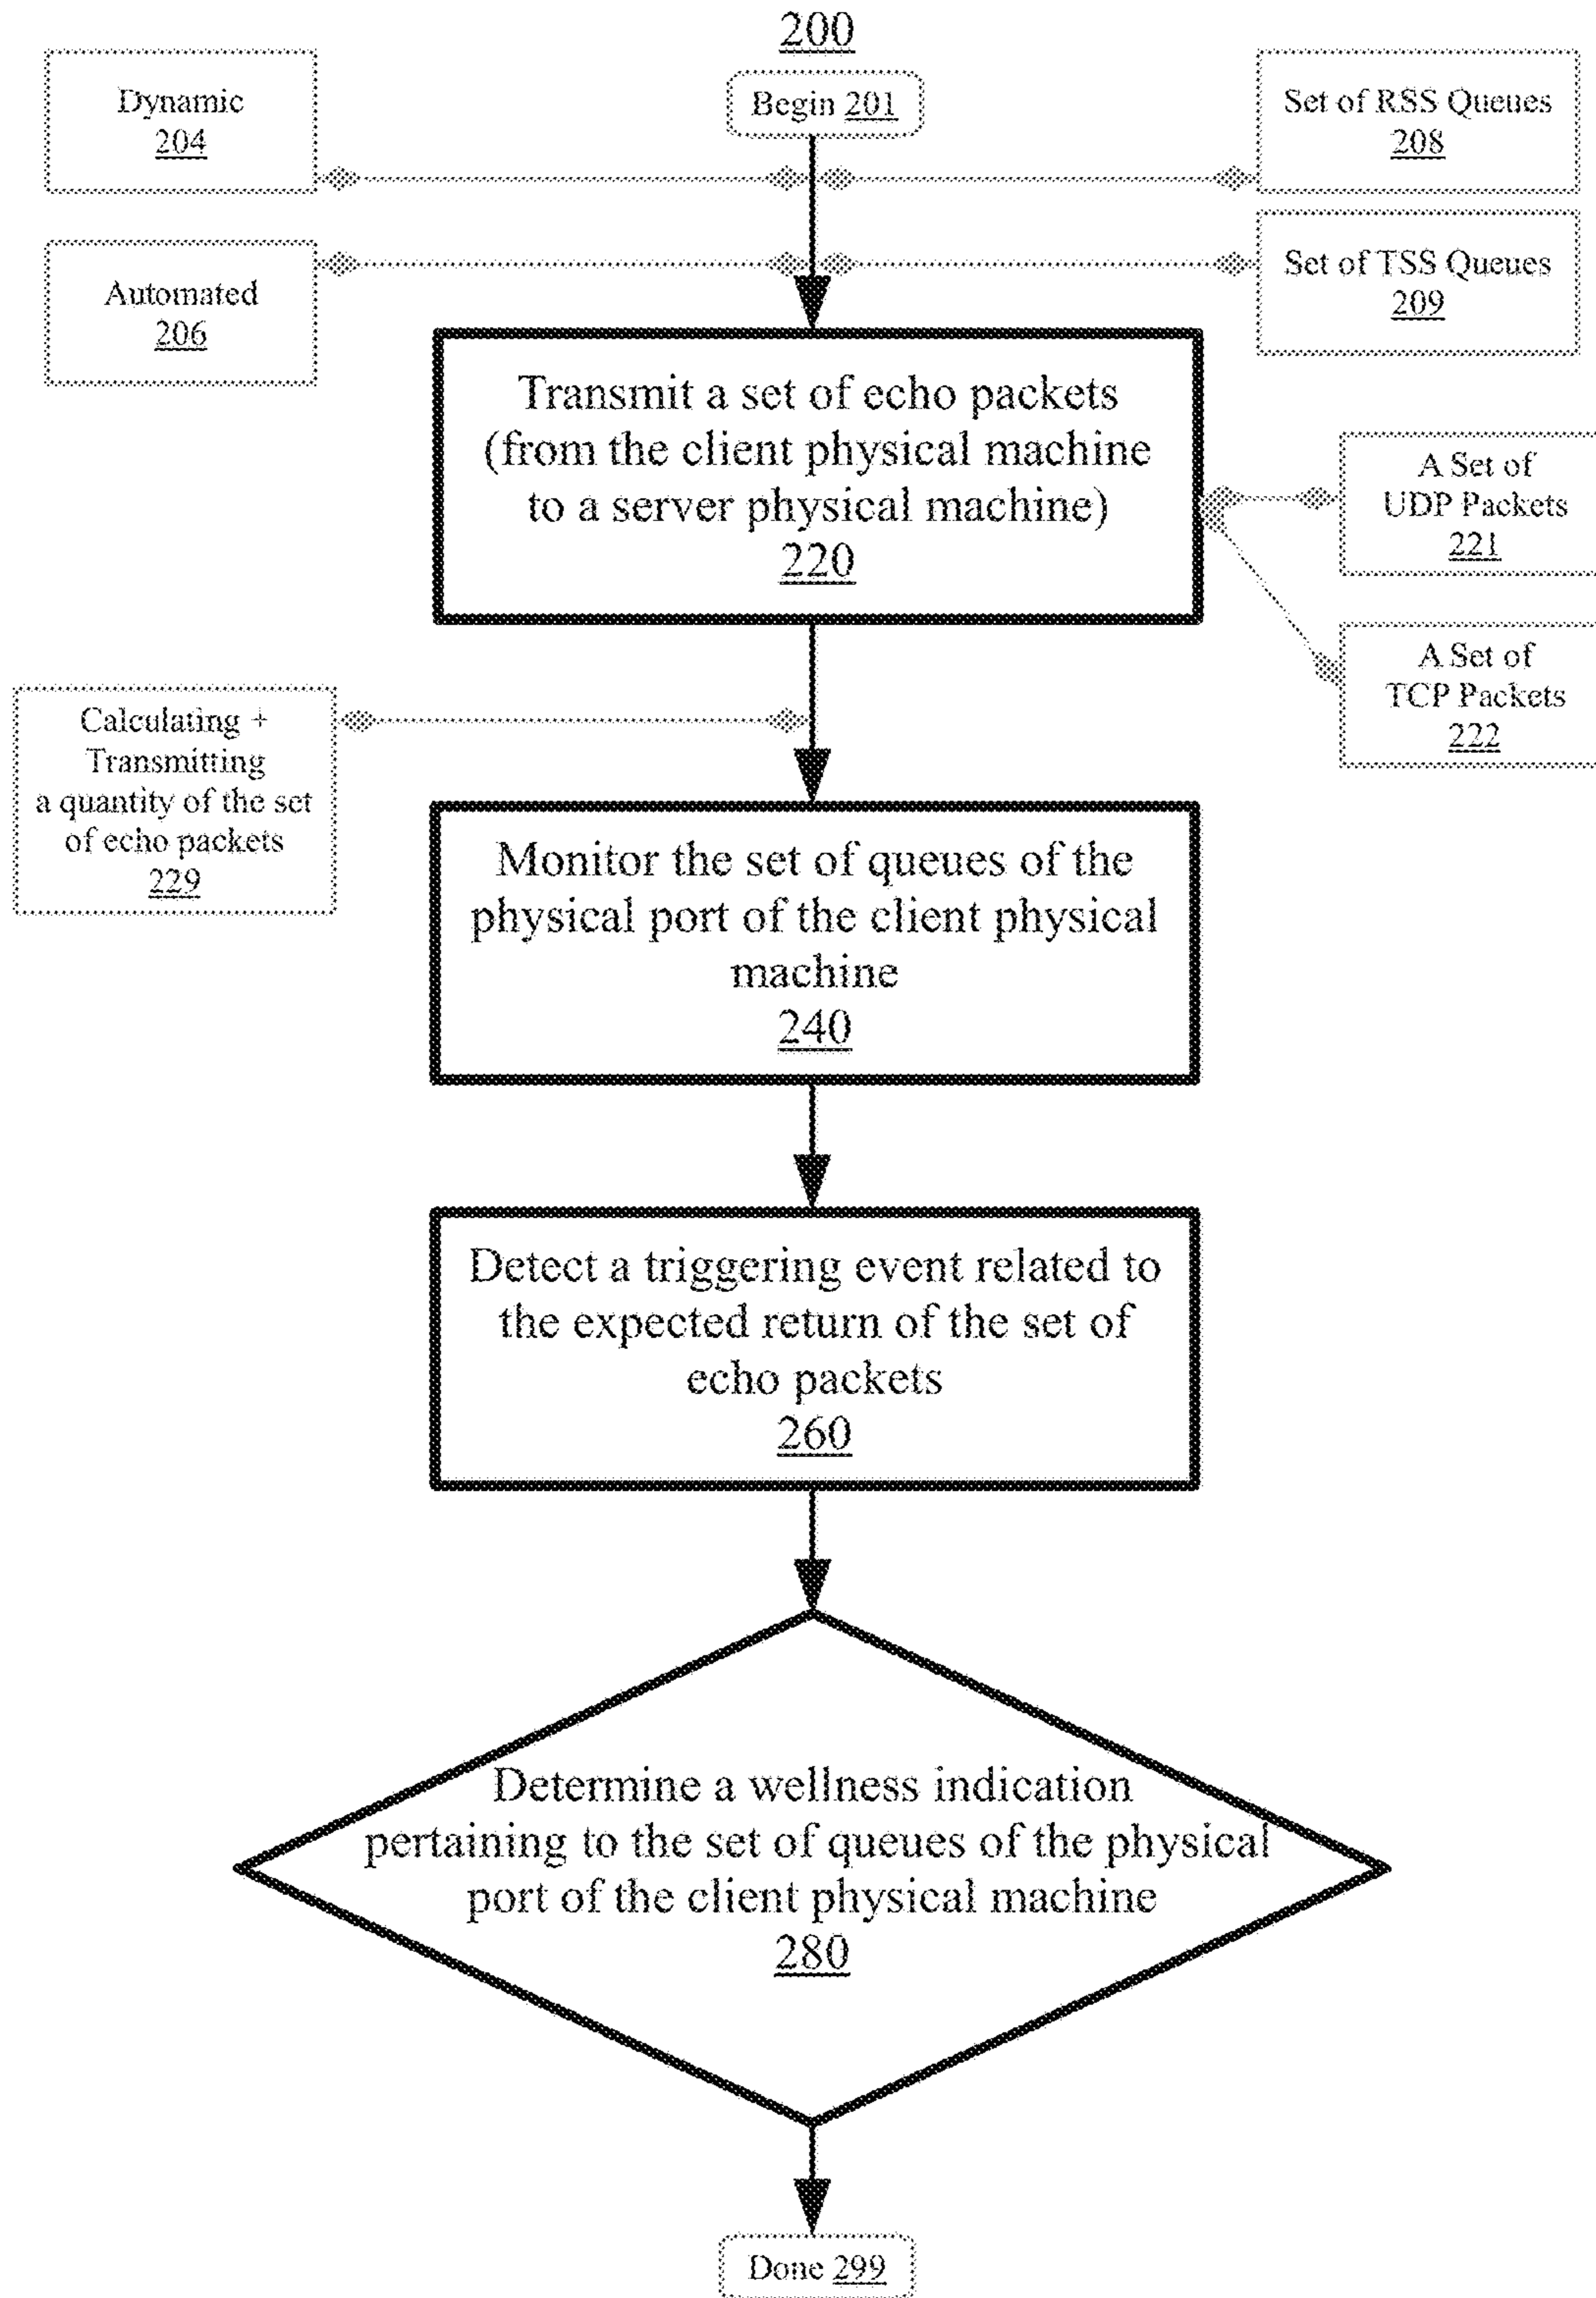 200
Begin 201
Dynamic
204
Set of RSS Queues
208
Automated
206
Set of TSS Queues
209
Transmit a set of echo packets
(from the client physical machine
to a server physical machine)
220
A Set of
UDP Packets
221
A Set of
TCP Packets
222
Calculating +
Transmitting
a quantity of the set
of echo packets
229
Monitor the set of queues of the
physical port of the client physical
machine
240
Detect a triggering event related to
the expected return of the set of
echo packets
260
Determine a wellness indication
pertaining to the set of queues of the physical
port of the client physical machine
280
Done 299